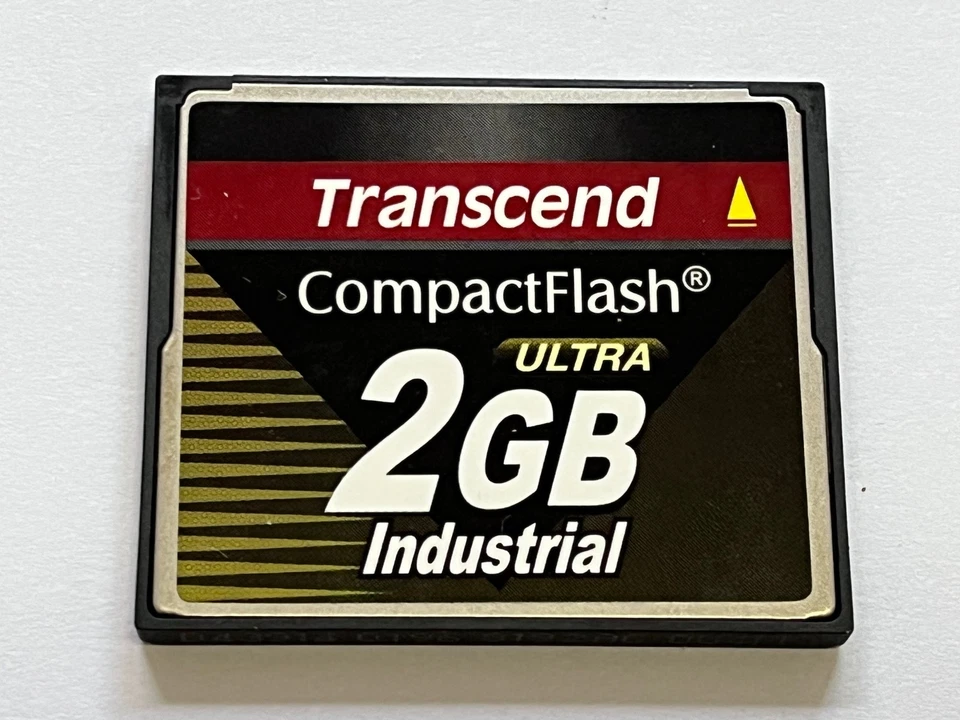 Transcend
CompactFlash®
ULTRA
2GB
Industrial